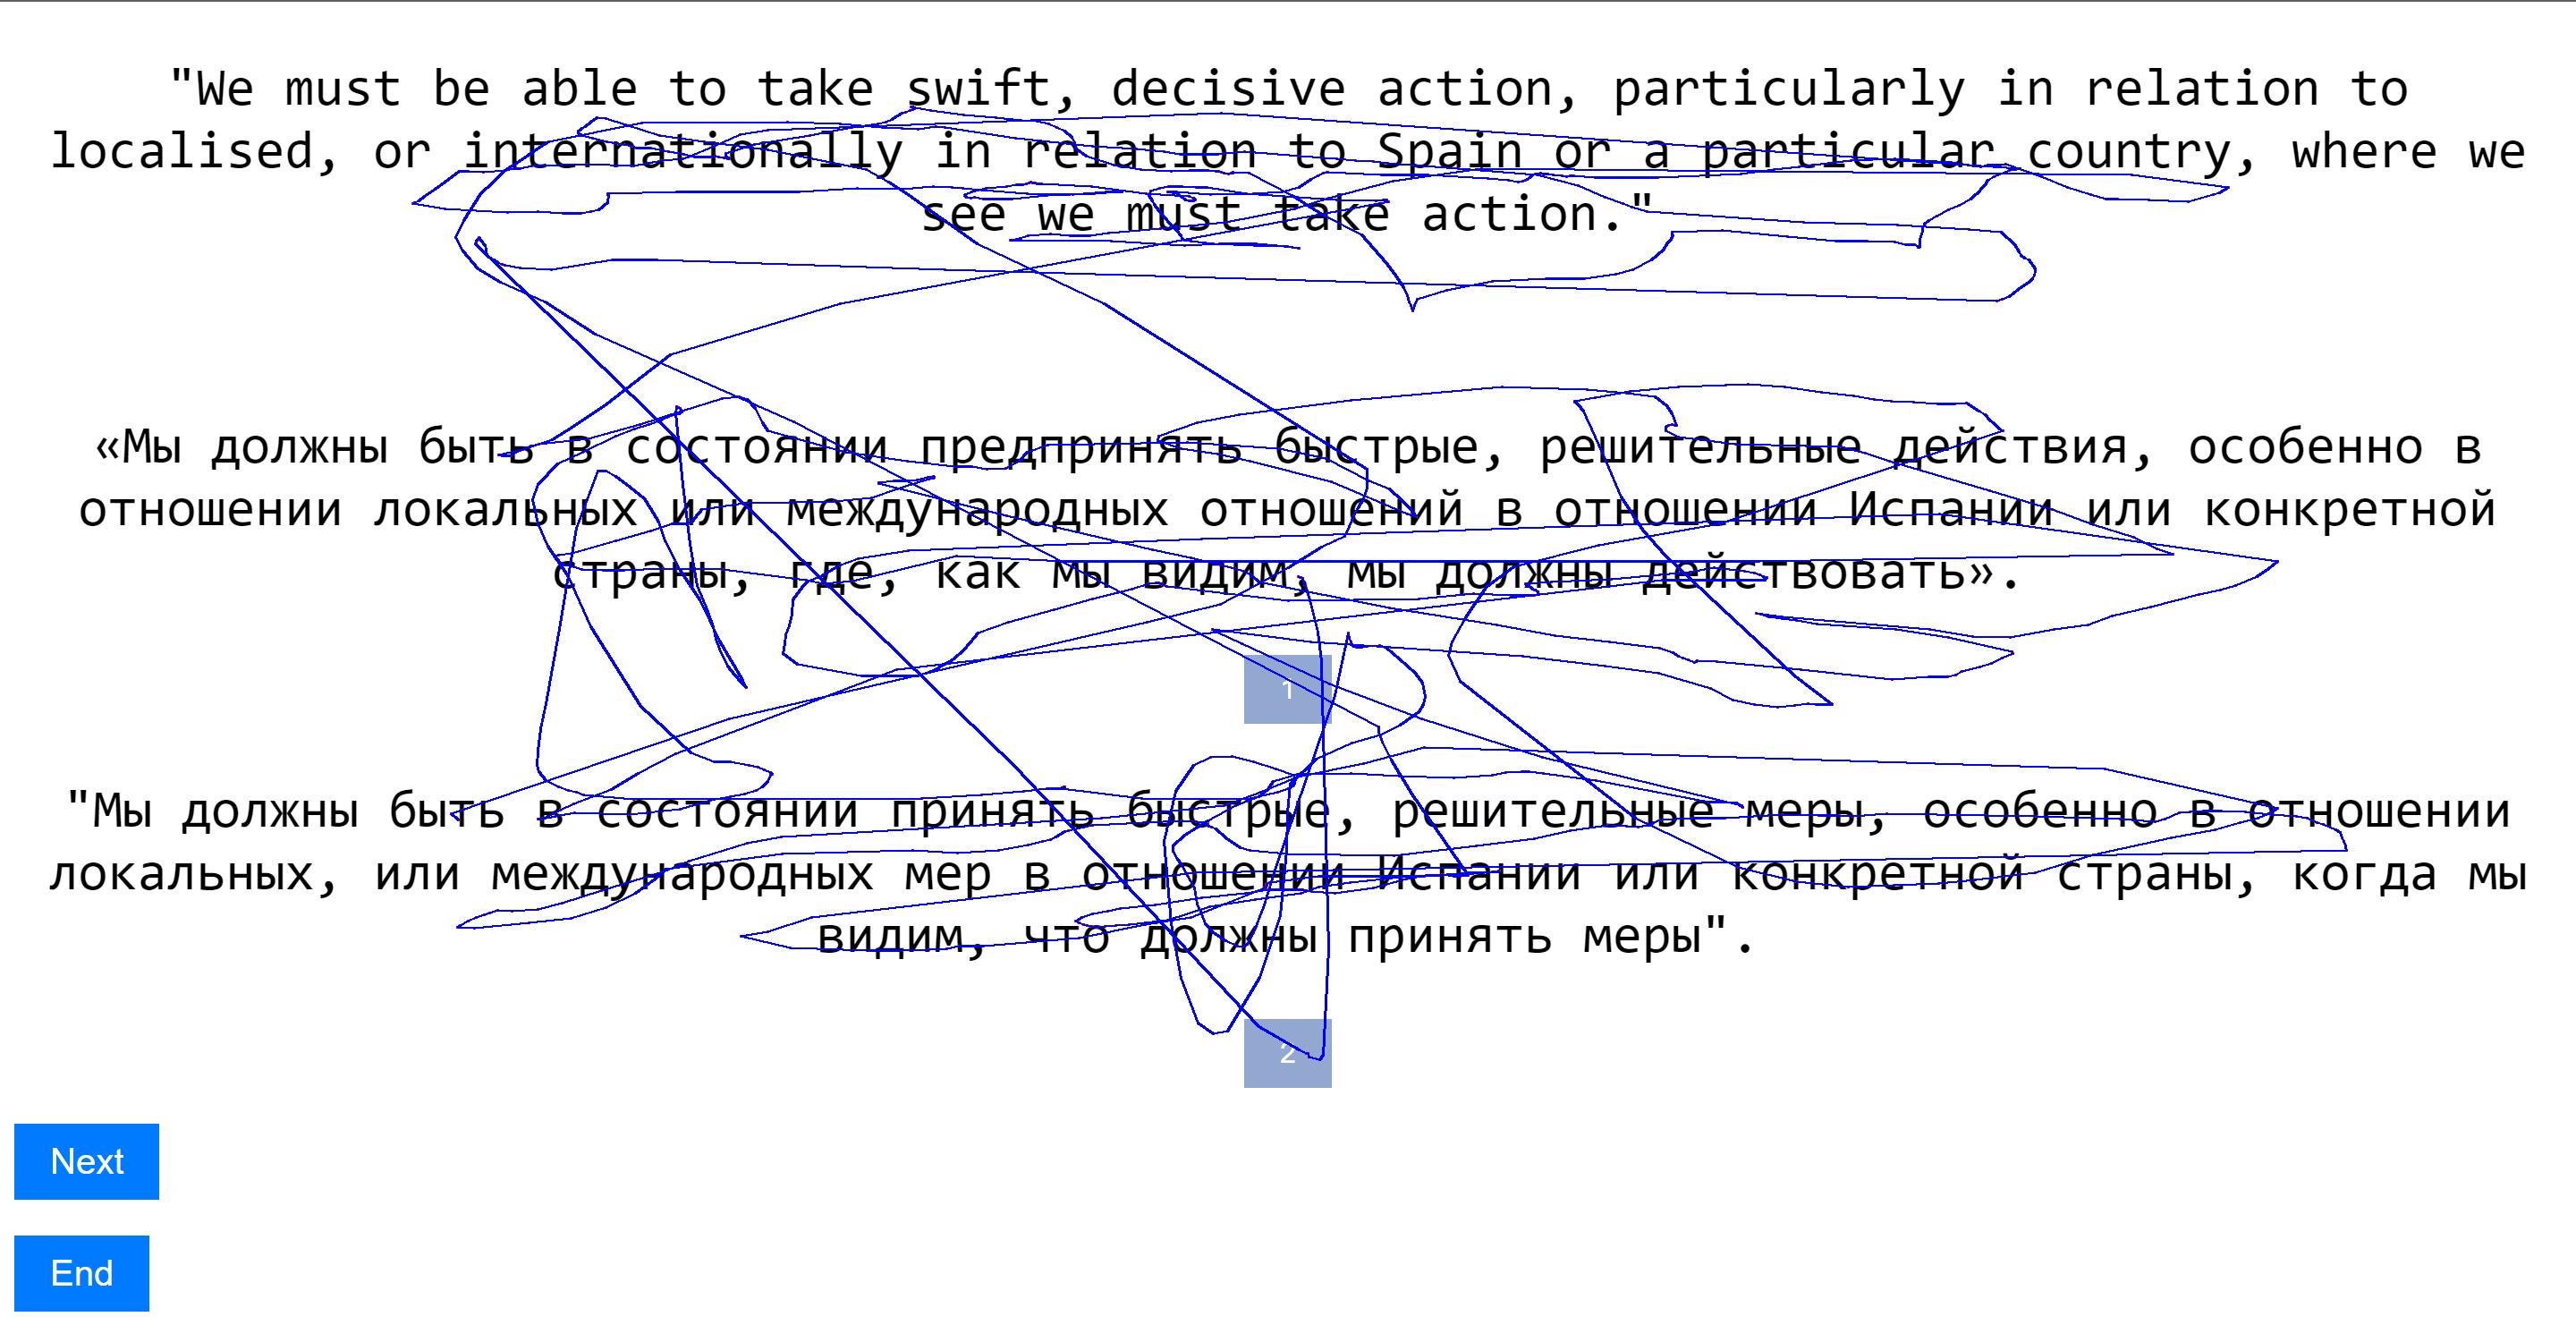 "We must be able to take swift, decisive action, particularly in relation to
localised, or internationally in relation to Spain or a particular country, where we
see we must take action."
«Мы должны быть в состоянии предпринять быстрые, решительные действия, особенно в
отношении локальных или международных отношений в отношении Испании или конкретной
страны, где, как мы видим, мы должны действовать».
1
"Мы должны быть в состоянии принять быстрые, решительные меры, особенно в отношении
локальных, или международных мер в отношении Испании или конкретной страны, когда мы
видим, что должны принять меры".
2
Next
End